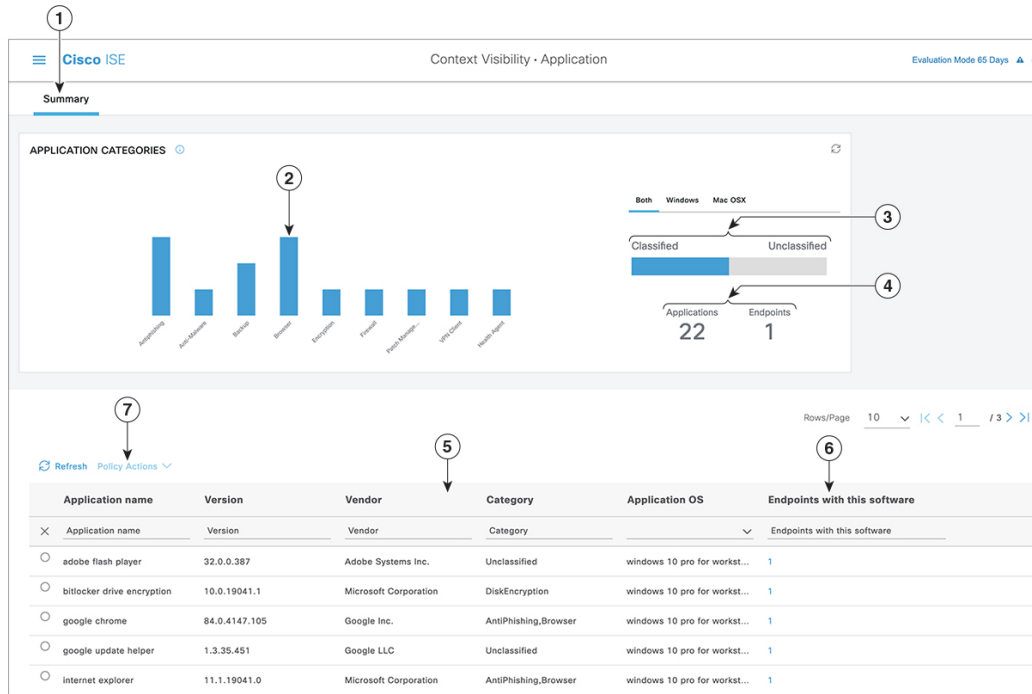 1
Cisco ISE
Context Visibility · Application
Evaluation Mode 65 Days
Summary
APPLICATION CATEGORIES
2
Both Windows Mac OSX
3
Classified Unclassified
4
Applications Endpoints
22 1
Antiphishing
Anti-Malware
Backup
Browser
Encryption
Firewall
Patch Manage...
VPN Client
Health Agent
7
Rows/Page 10 1 / 3
5
6
Refresh Policy Actions
Application name Version Vendor Category Application OS Endpoints with this software
Application name Version Vendor Category Endpoints with this software
adobe flash player 32.0.0.387 Adobe Systems Inc. Unclassified windows 10 pro for workst... 1
bitlocker drive encryption 10.0.19041.1 Microsoft Corporation DiskEncryption windows 10 pro for workst... 1
google chrome 84.0.4147.105 Google Inc. AntiPhishing,Browser windows 10 pro for workst... 1
google update helper 1.3.35.451 Google LLC Unclassified windows 10 pro for workst... 1
internet explorer 11.1.19041.0 Microsoft Corporation AntiPhishing,Browser windows 10 pro for workst... 1